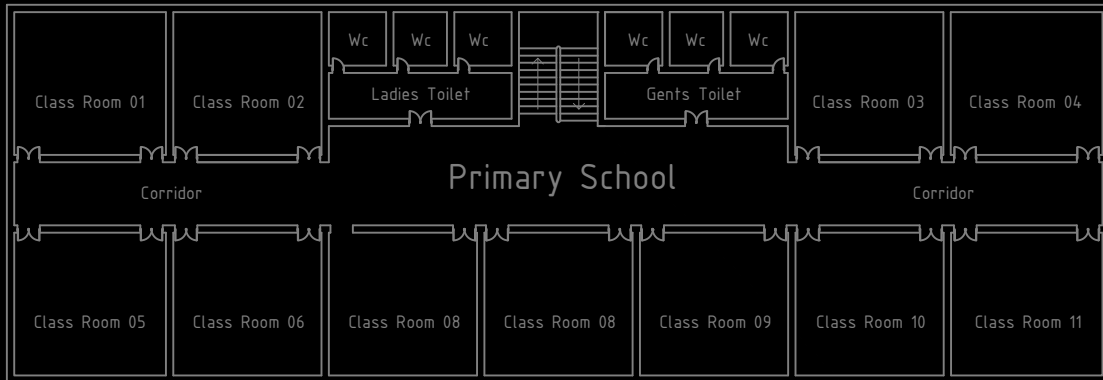 Wc Wc Wc Wc Wc Wc
Class Room 01 Class Room 02 Ladies Toilet Gents Toilet Class Room 03 Class Room 04
Primary School
Corridor Corridor
Class Room 05 Class Room 06 Class Room 08 Class Room 08 Class Room 09 Class Room 10 Class Room 11